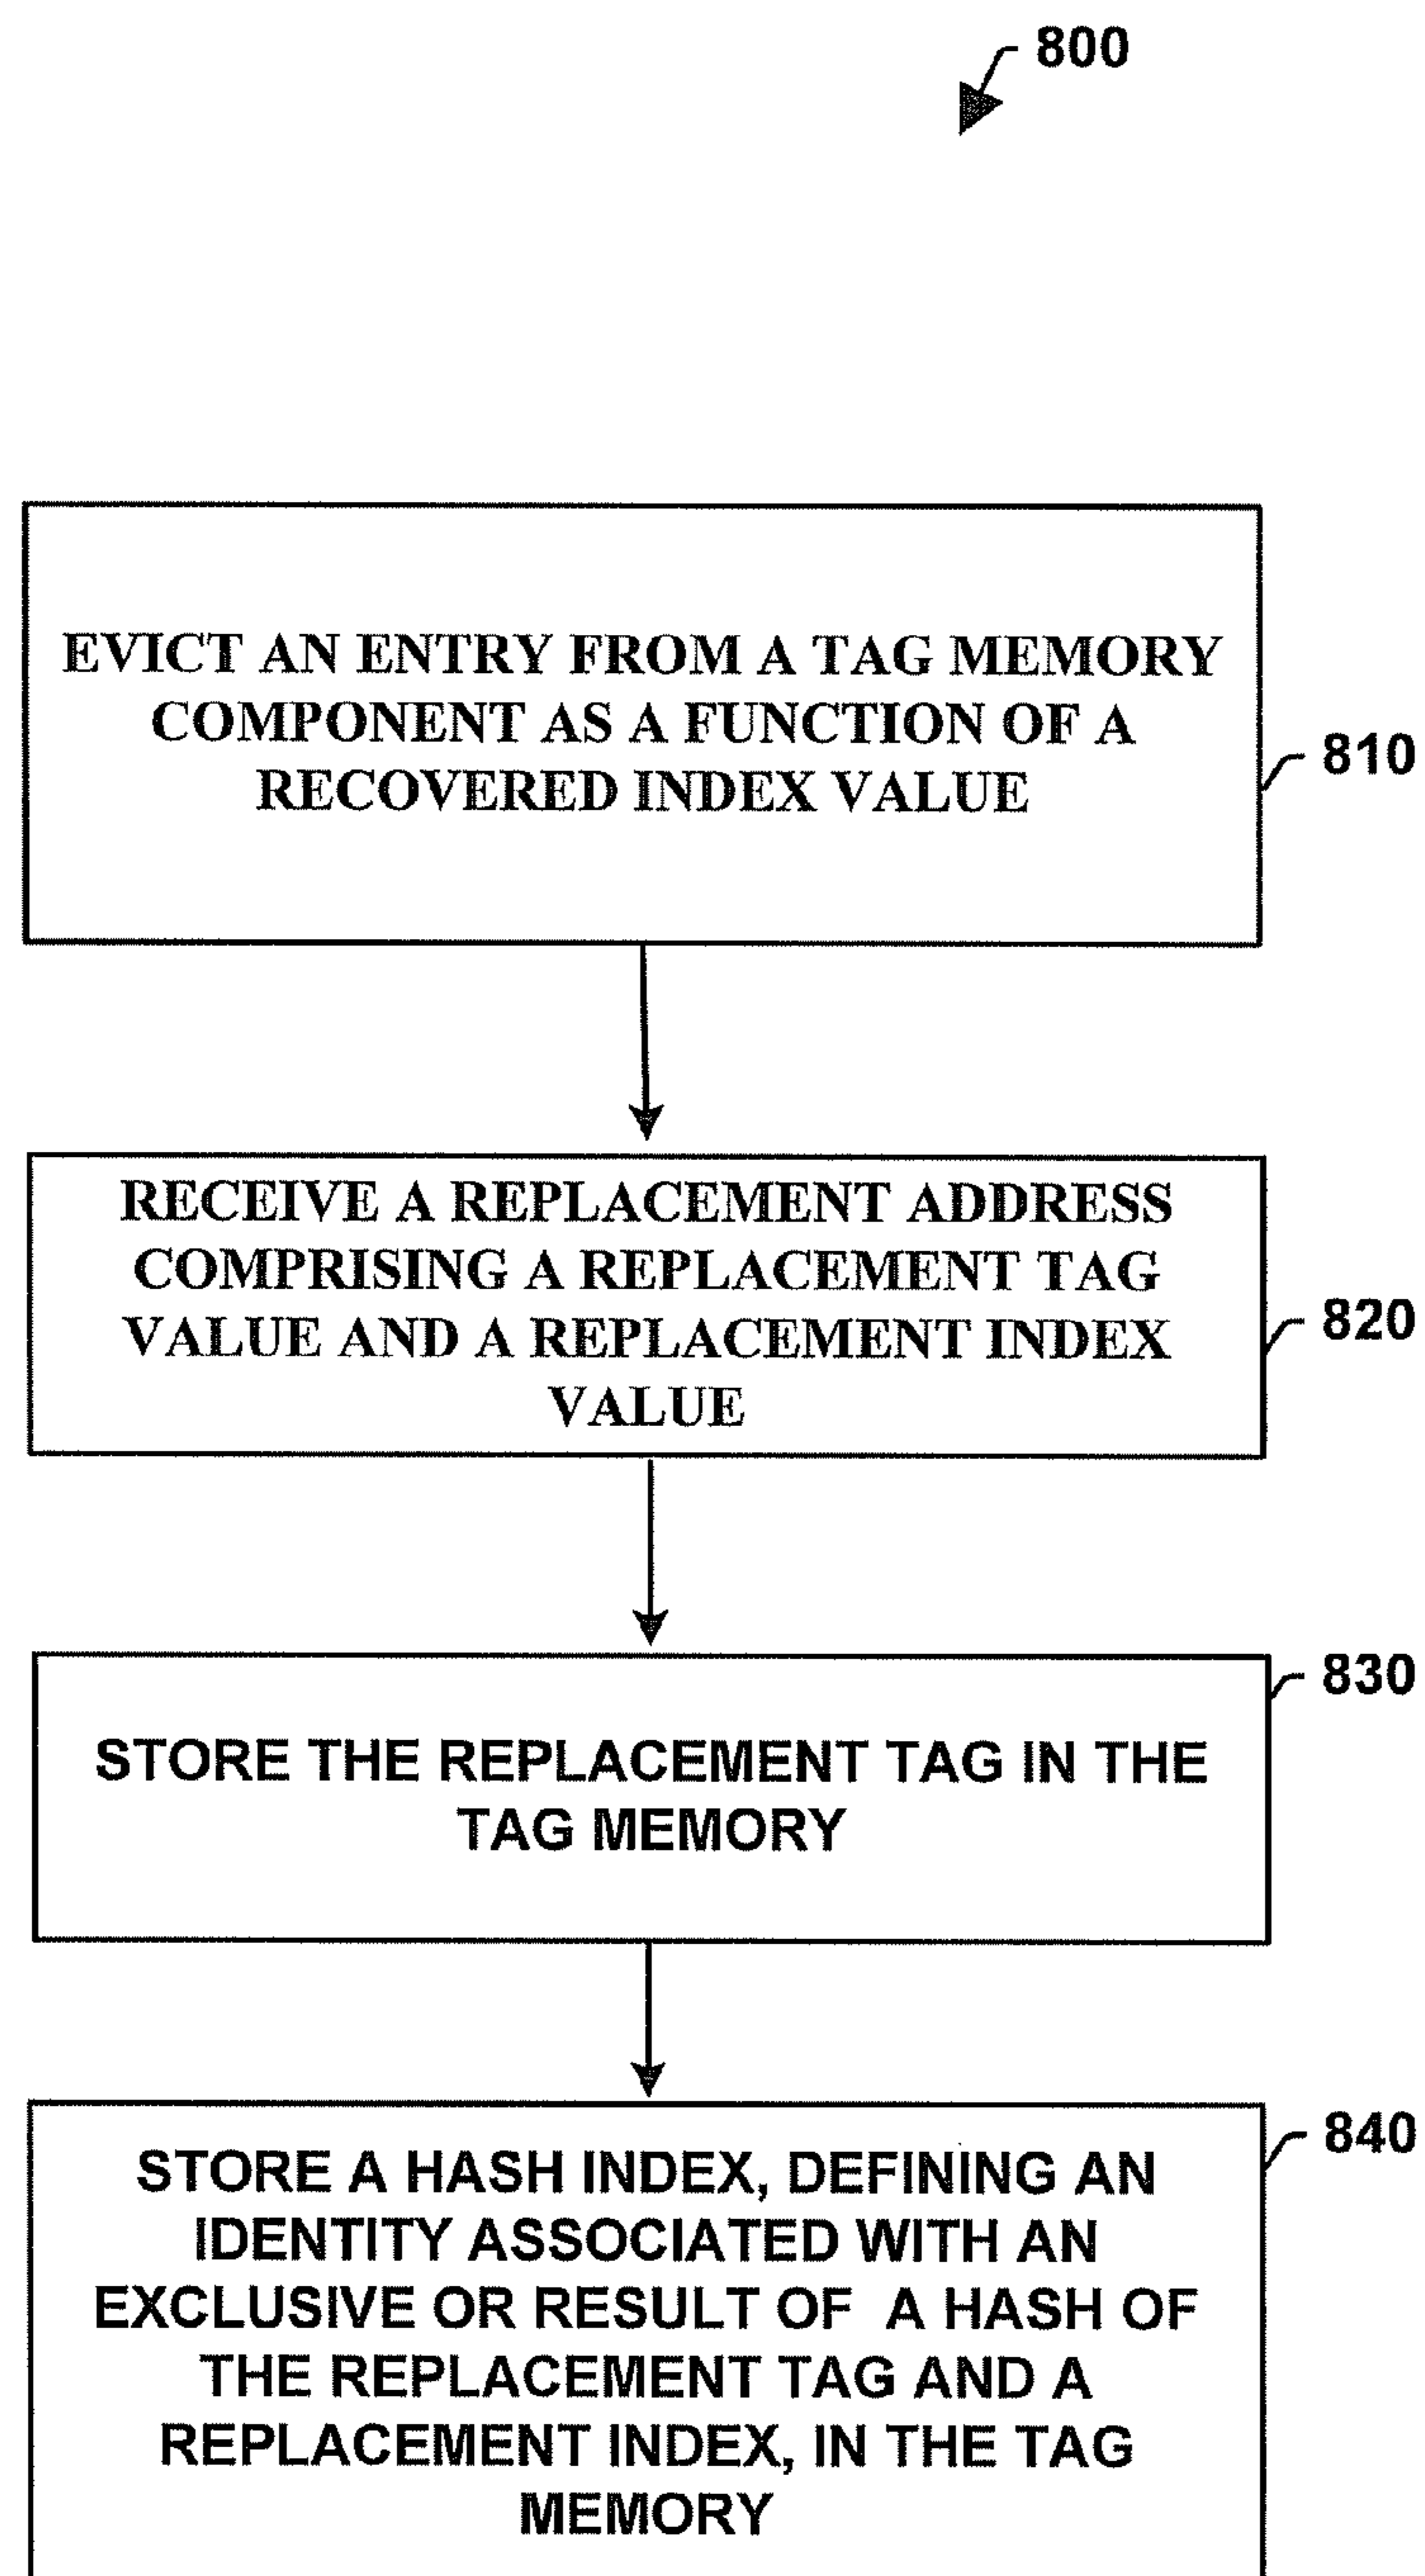 800
EVICT AN ENTRY FROM A TAG MEMORY
COMPONENT AS A FUNCTION OF A
RECOVERED INDEX VALUE
810
RECEIVE A REPLACEMENT ADDRESS
COMPRISING A REPLACEMENT TAG
VALUE AND A REPLACEMENT INDEX
VALUE
820
830
STORE THE REPLACEMENT TAG IN THE
TAG MEMORY
840
STORE A HASH INDEX, DEFINING AN
IDENTITY ASSOCIATED WITH AN
EXCLUSIVE OR RESULT OF A HASH OF
THE REPLACEMENT TAG AND A
REPLACEMENT INDEX, IN THE TAG
MEMORY